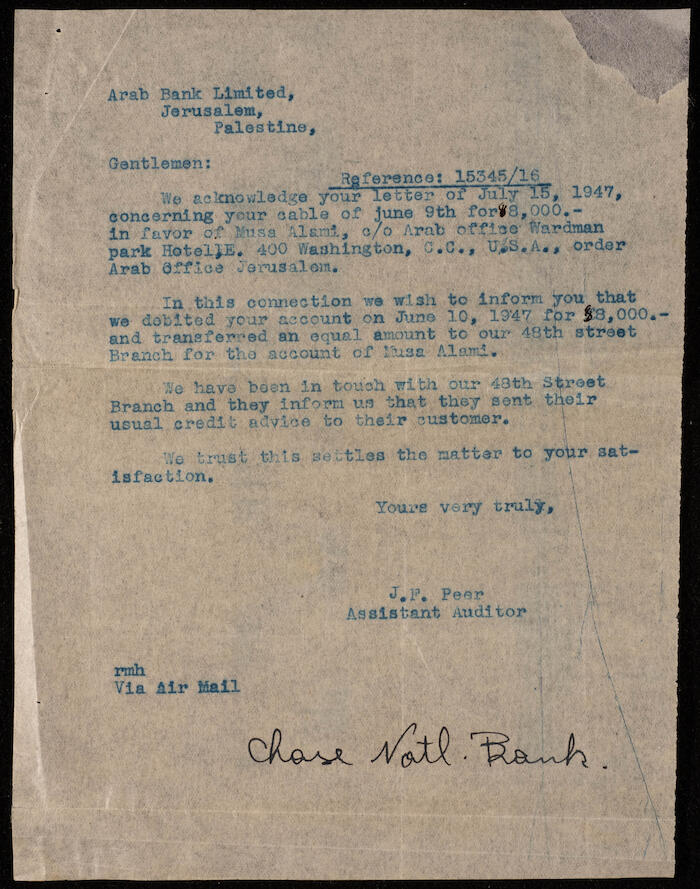 Arab Bank Limited,
Jerusalem,
Palestine,
Gentlemen:
Reference: 15345/16
We acknowledge your letter of July 15, 1947,
concerning your cable of june 9th for $8,000.-
in favor of Musa Alami, c/o Arab office Wardman
park Hotel,E. 400 Washington, C.C., U.S.A., order
Arab Office Jerusalem.
In this connection we wish to inform you that
we debited your account on June 10, 1947 for $8,000.-
and transferred an equal amount to our 48th street
Branch for the account of Musa Alami.
We have been in touch with our 48th Street
Branch and they inform us that they sent their
usual credit advice to their customer.
We trust this settles the matter to your sat-
isfaction.
Yours very truly,
J.F. Peer
Assistant Auditor
rmh
Via Air Mail
Chase Natl. Bank.